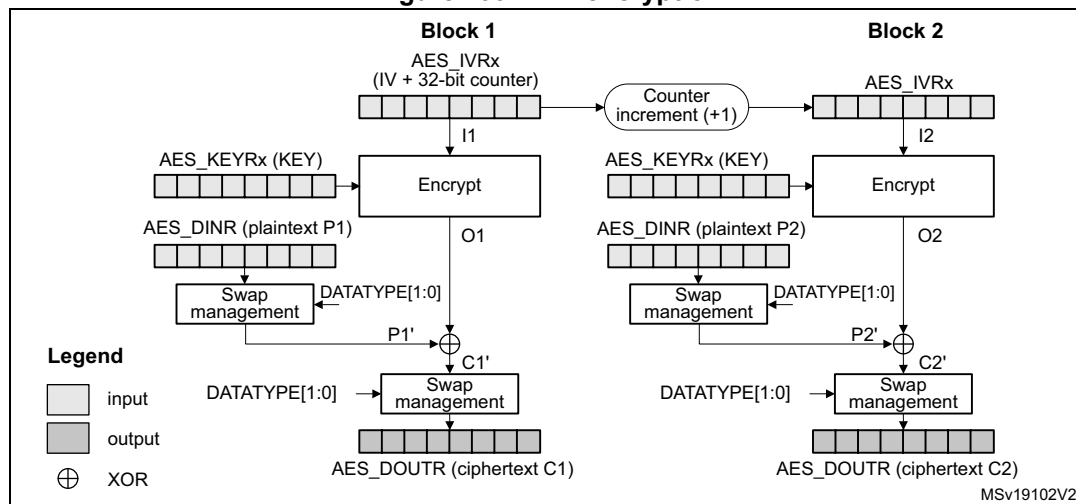 Block 1
Block 2
AES_IVRx
(IV + 32-bit counter)
Counter
increment (+1)
AES_IVRx
I1
I2
AES_KEYRx (KEY)
Encrypt
AES_KEYRx (KEY)
Encrypt
AES_DINR (plaintext P1)
O1
AES_DINR (plaintext P2)
O2
Swap
management
DATATYPE[1:0]
Swap
management
DATATYPE[1:0]
P1'
P2'
Legend
C1'
C2'
input
DATATYPE[1:0]
Swap
management
DATATYPE[1:0]
Swap
management
output
XOR
AES_DOUTR (ciphertext C1)
AES_DOUTR (ciphertext C2)
MSv19102V2